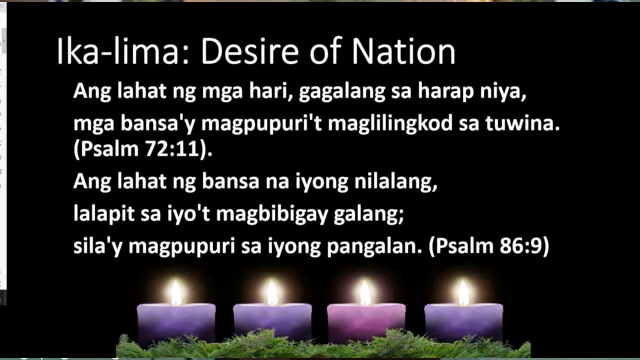 Ika-lima: Desire of Nation
Ang lahat ng mga hari, gagalang sa harap niya,
mga bansa'y magpupuri't maglilingkod sa tuwina.
(Psalm 72:11).
Ang lahat ng bansa na iyong nilalang,
lalapit sa iyo't magbibigay galang;
sila'y magpupuri sa iyong pangalan. (Psalm 86:9)